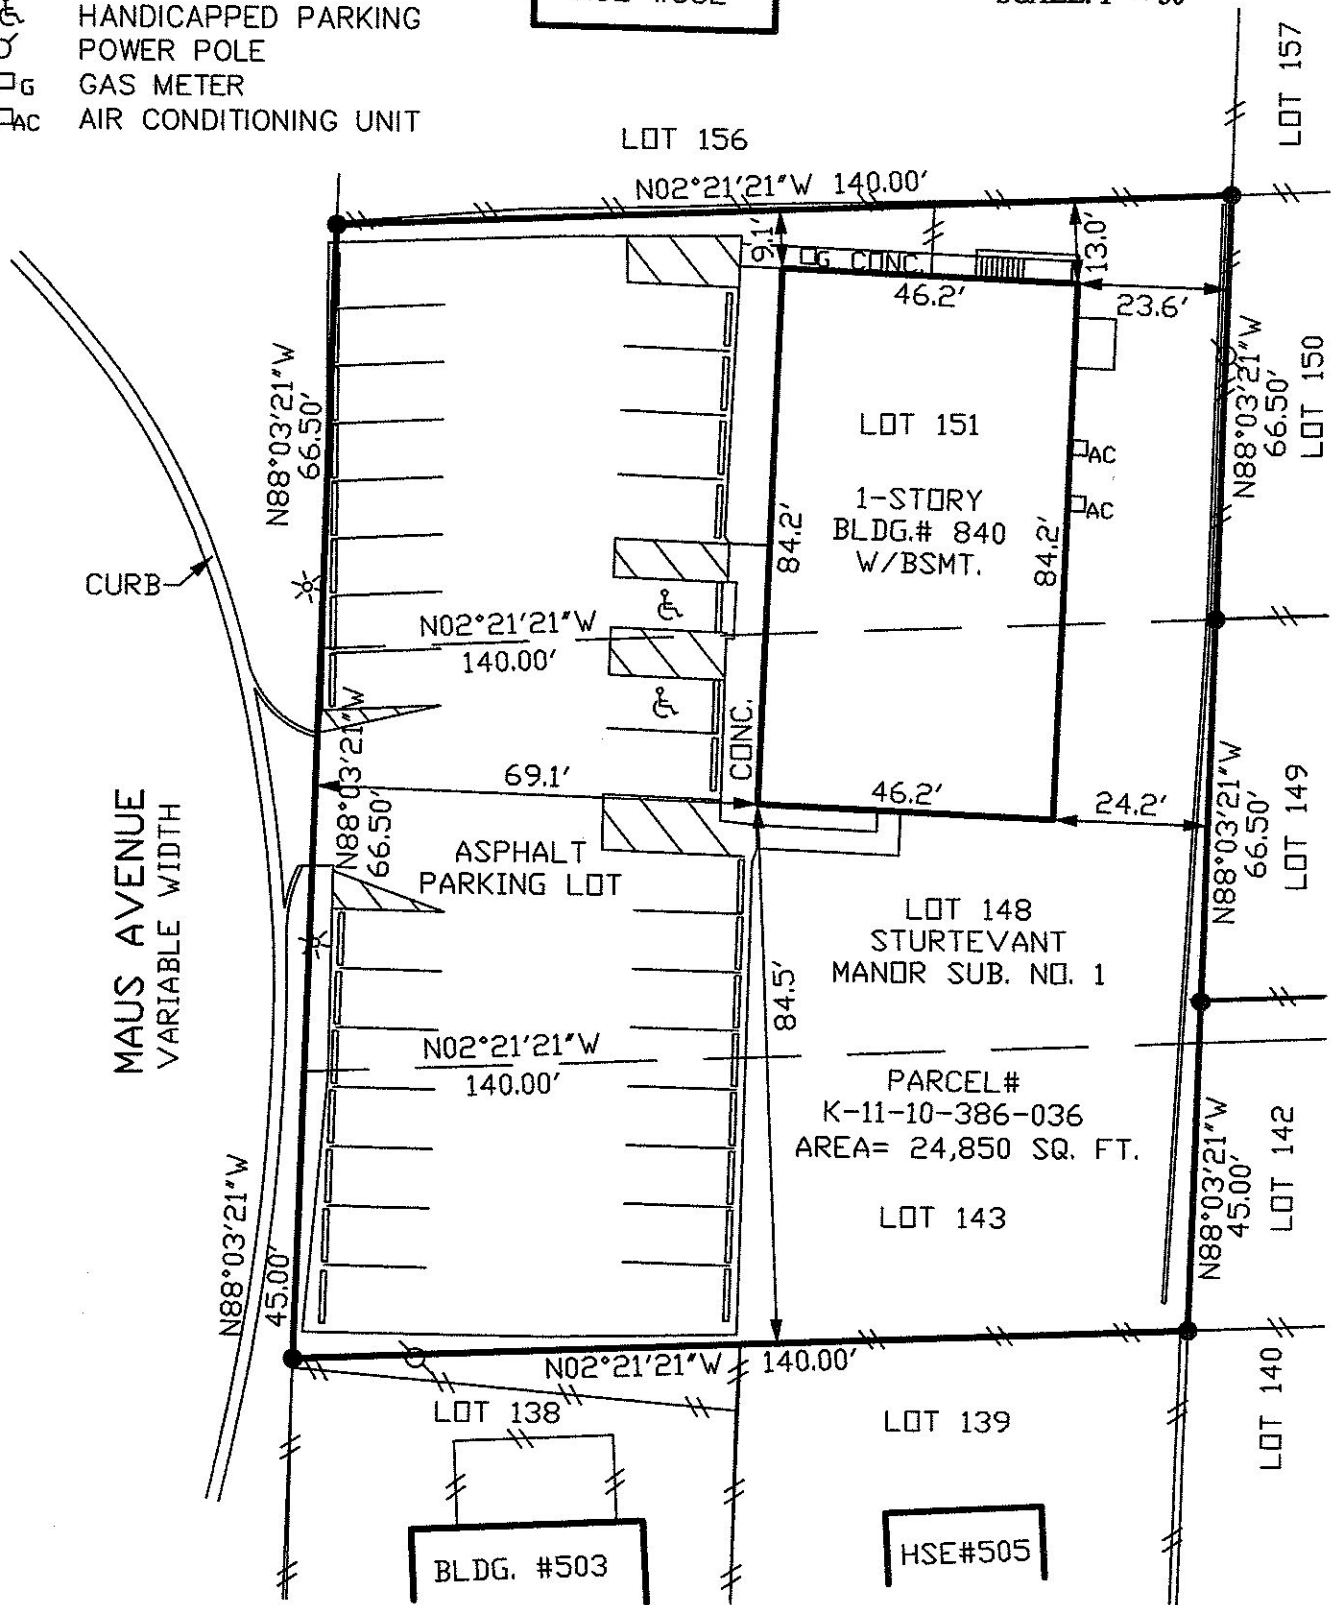 HANDICAPPED PARKING
POWER POLE
G GAS METER
AC AIR CONDITIONING UNIT
LOT 157
LOT 156
N02°21'21"W 140.00'
9.1'
G CONC.
13.0'
46.2'
23.6'
N88°03'21"W
66.50'
N88°03'21"W
66.50'
LOT 150
LOT 151
AC
1-STORY
BLDG.# 840
W/BSMT.
AC
84.2'
84.2'
CURB
N02°21'21"W
140.00'
CONC.
N88°03'21"W
66.50'
69.1'
46.2'
24.2'
N88°03'21"W
66.50'
LOT 149
MAUS AVENUE
VARIABLE WIDTH
ASPHALT
PARKING LOT
LOT 148
STURTEVANT
MANOR SUB. NO. 1
84.5'
N02°21'21"W
140.00'
PARCEL#
K-11-10-386-036
AREA= 24,850 SQ. FT.
N88°03'21"W
45.00'
LOT 142
LOT 143
N88°03'21"W
45.00'
N02°21'21"W 140.00'
LOT 138
LOT 139
LOT 140
BLDG. #503
HSE#505